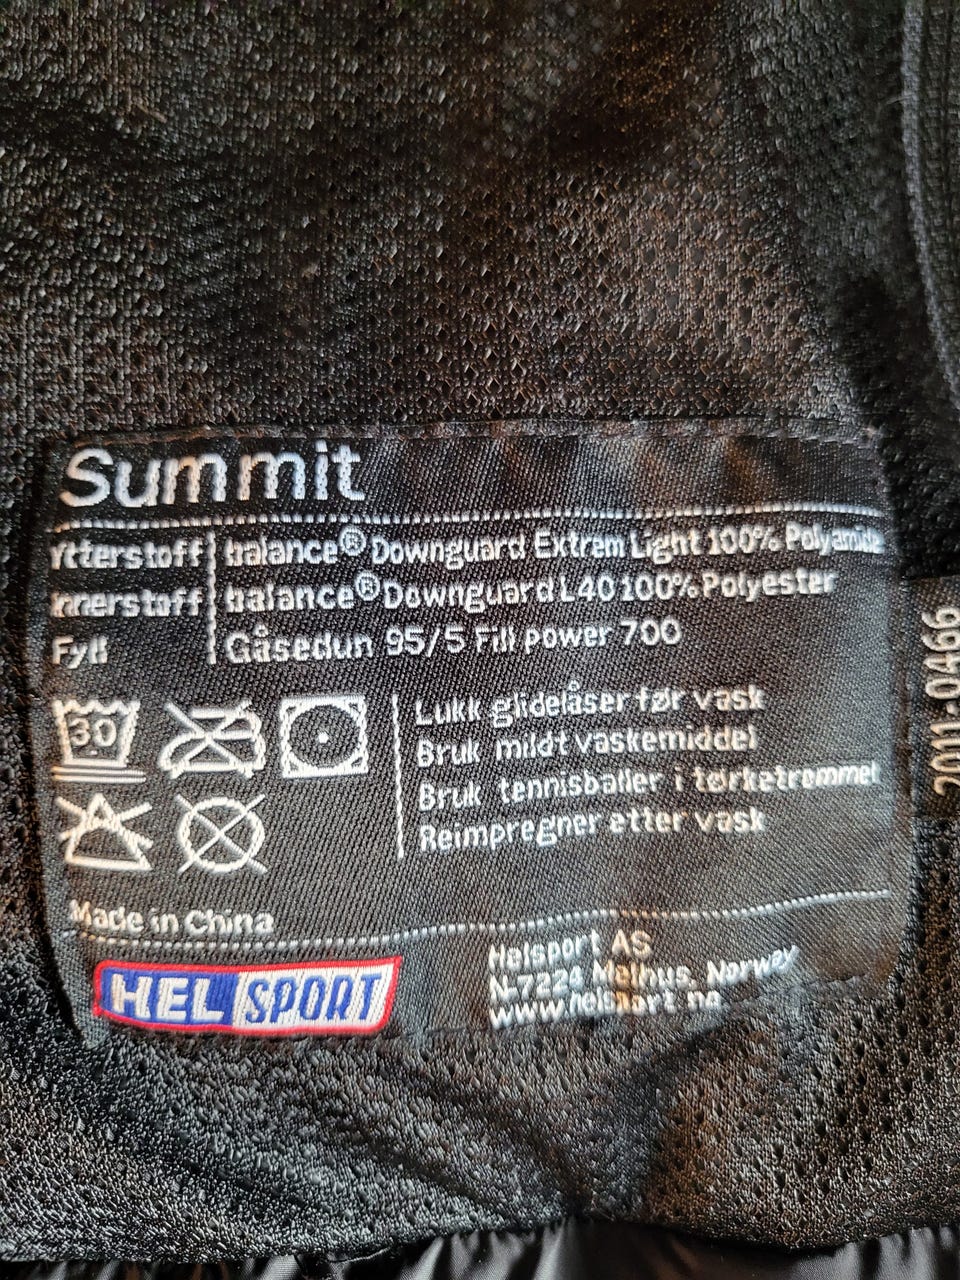 Summit
Ytterstoff balance® Downguard Extrem Light 100% Polyamide
Innerstoff balance® Downguard L40 100% Polyester
Fyll Gåsedun 95/5 Fill power 700
30
Lukk glidelåser før vask
Bruk mildt vaskemiddel
Bruk tennisballer i tørketrommel
Reimpregner etter vask
Made in China
HELSPORT
Helsport AS
N-7224 Melhus, Norway
www.helsport.no
2011-0466